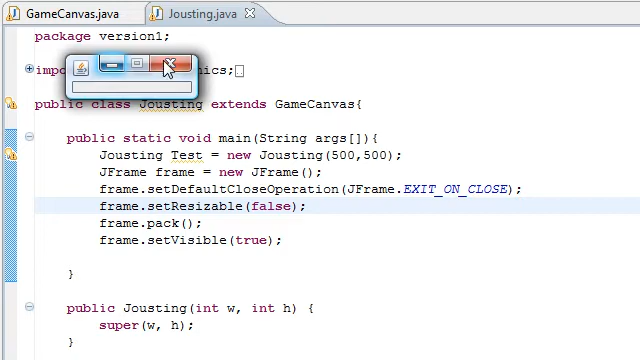 GameCanvas.java Jousting.java
package version1;
import nics;
public class Jousting extends GameCanvas{
public static void main(String args[]){
Jousting Test = new Jousting(500,500);
JFrame frame = new JFrame();
frame.setDefaultCloseOperation(JFrame.EXIT_ON_CLOSE);
frame.setResizable(false);
frame.pack();
frame.setVisible(true);
}
public Jousting(int w, int h) {
super(w, h);
}